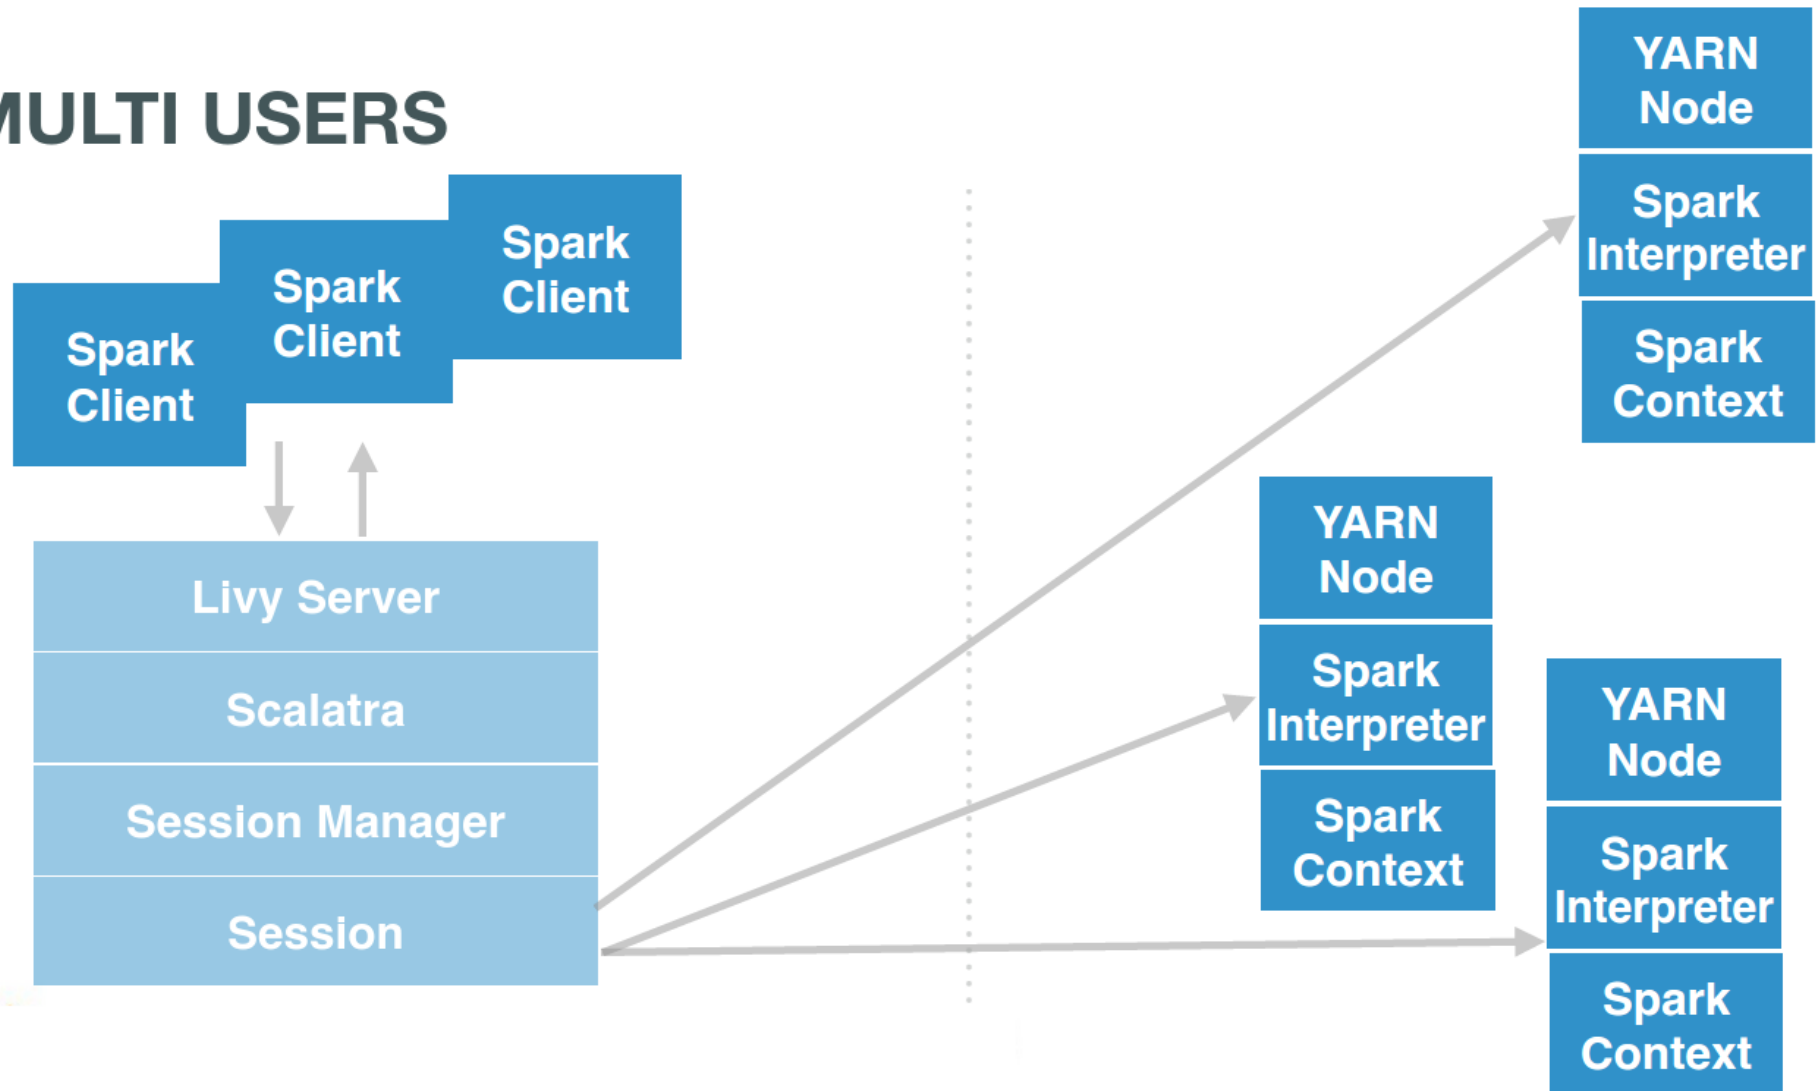 MULTI USERS
Spark
Client
Spark
Client
Spark
Client
Livy Server
Scalatra
Session Manager
Session
YARN
Node
Spark
Interpreter
Spark
Context
YARN
Node
Spark
Interpreter
Spark
Context
YARN
Node
Spark
Interpreter
Spark
Context